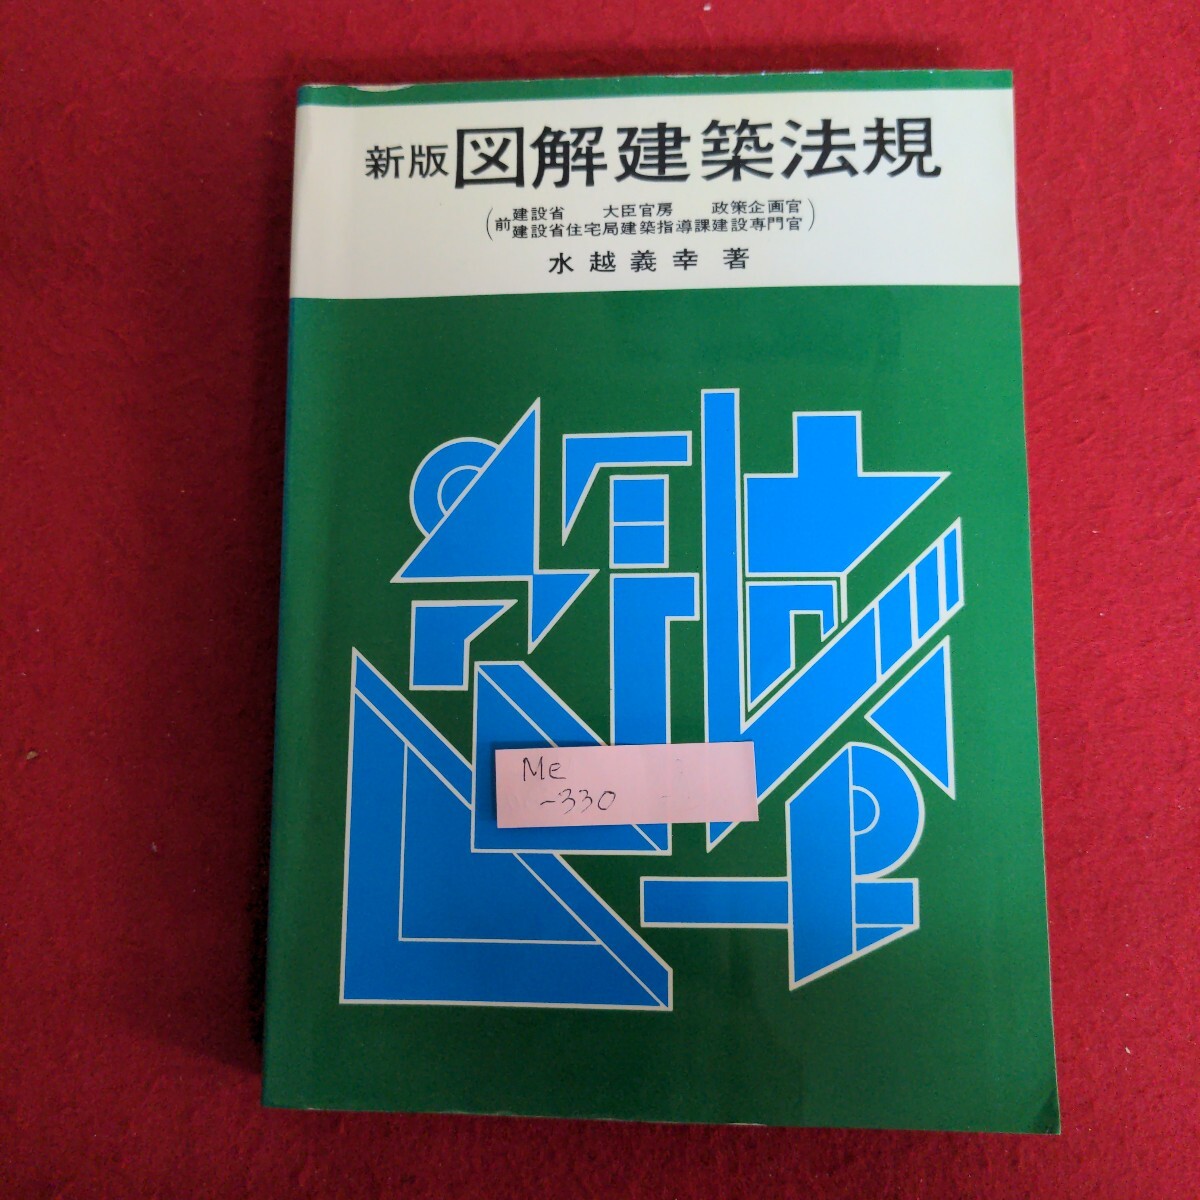 新版 図解建築法規
(前 建設省 大臣官房 政策企画官
建設省住宅局建築指導課建設専門官)
水越義幸 著
Me
-330